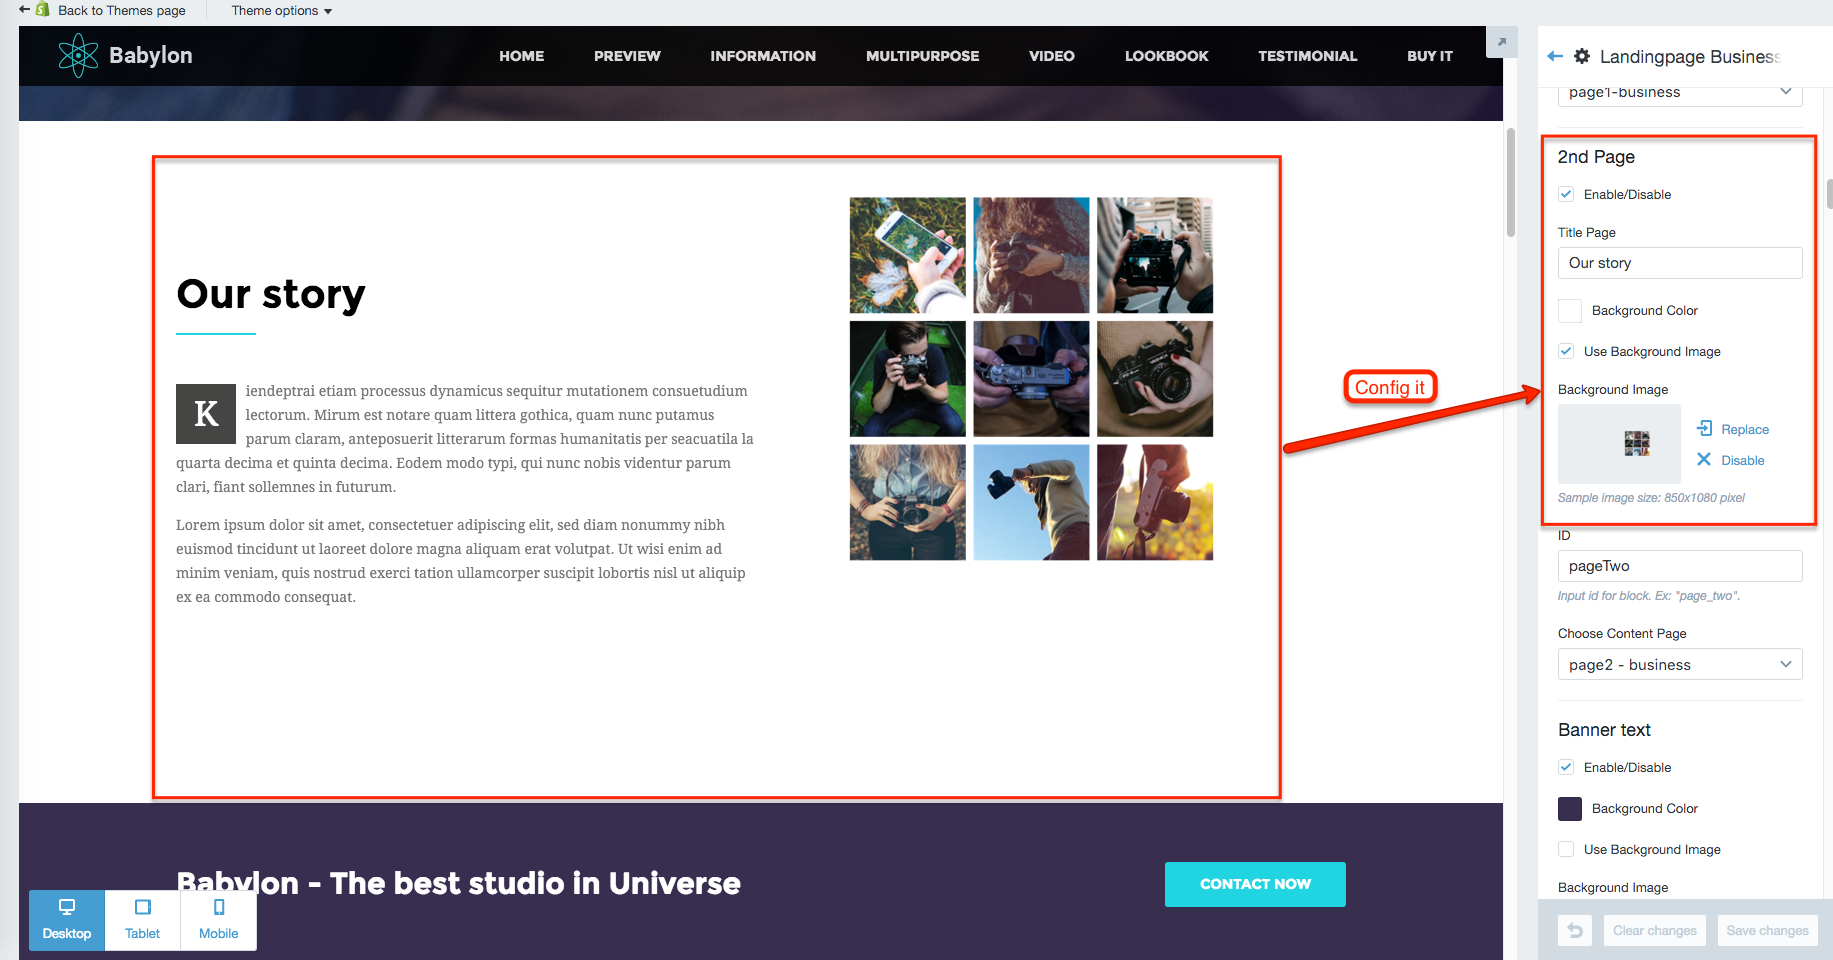 Back to Themes page
Theme options
Babylon
HOME
PREVIEW
INFORMATION
MULTIPURPOSE
VIDEO
LOOKBOOK
TESTIMONIAL
BUY IT
Our story
K
iendeptrai etiam processus dynamicus sequitur mutationem consuetudium
lectorum. Mirum est notare quam littera gothica, quam nunc putamus
parum claram, anteposuerit litterarum formas humanitatis per seacuatila la
quarta decima et quinta decima. Eodem modo typi, qui nunc nobis videntur parum
clari, fiant sollemnes in futurum.
Lorem ipsum dolor sit amet, consectetuer adipiscing elit, sed diam nonummy nibh
euismod tincidunt ut laoreet dolore magna aliquam erat volutpat. Ut wisi enim ad
minim veniam, quis nostrud exerci tation ullamcorper suscipit lobortis nisl ut aliquip
ex ea commodo consequat.
Babylon - The best studio in Universe
CONTACT NOW
Desktop
Tablet
Mobile
Config it
Landingpage Business
page1-business
2nd Page
Enable/Disable
Title Page
Our story
Background Color
Use Background Image
Background Image
Replace
Disable
Sample image size: 850x1080 pixel
ID
pageTwo
Input id for block. Ex: "page_two".
Choose Content Page
page2 - business
Banner text
Enable/Disable
Background Color
Use Background Image
Background Image
Clear changes
Save changes